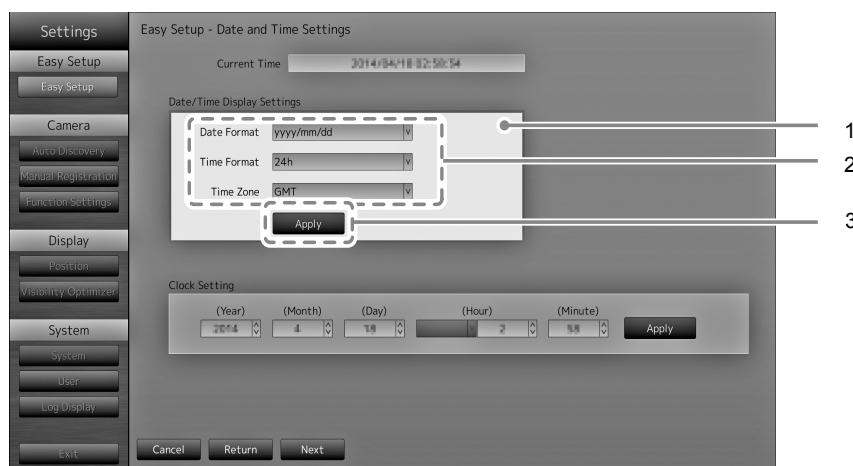 Settings
Easy Setup - Date and Time Settings
Easy Setup
Current Time 2014/04/18 02:58:54
Easy Setup
Date/Time Display Settings
Camera
Date Format yyyy/mm/dd
1
Auto Discovery
Time Format 24h
2
Manual Registration
Function Settings
Time Zone GMT
Apply
3
Display
Position
Visibility Optimizer
Clock Setting
(Year) (Month) (Day) (Hour) (Minute)
2014 4 18 2 58 Apply
System
System
User
Log Display
Exit
Cancel Return Next